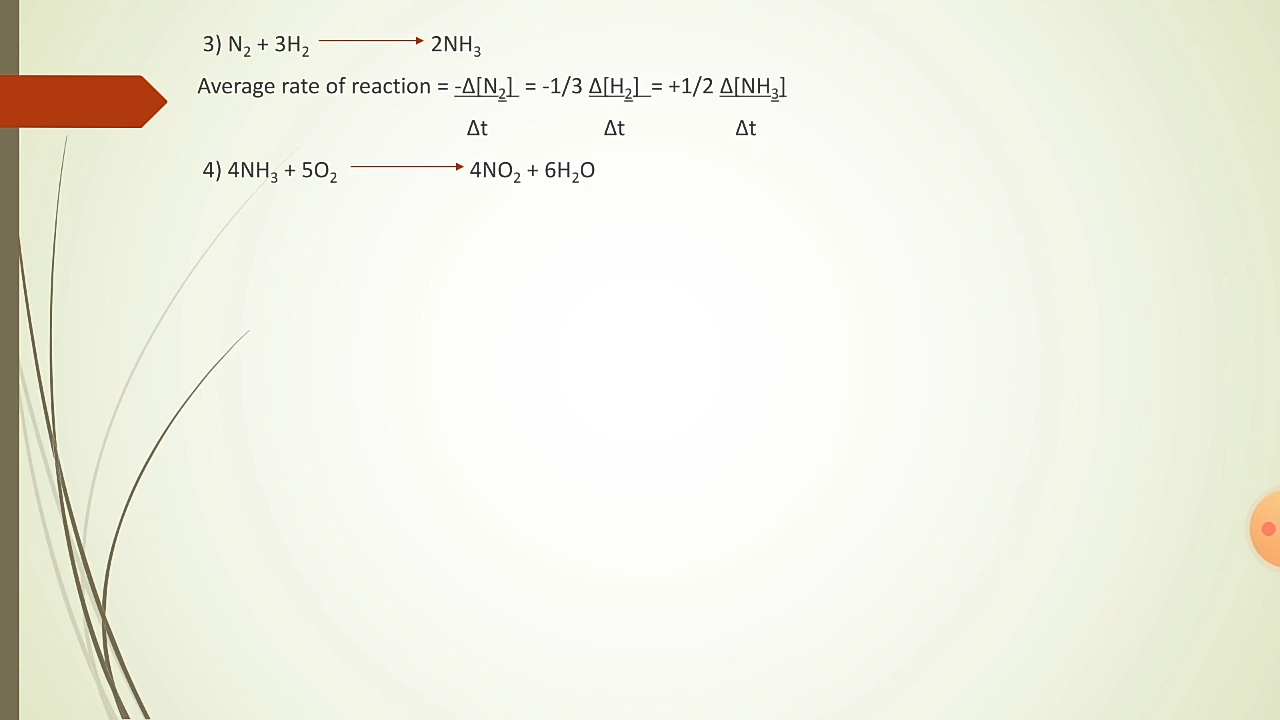 3) N₂ + 3H₂ ⟶ 2NH₃
Average rate of reaction = -Δ[N₂] = -1/3 Δ[H₂] = +1/2 Δ[NH₃]
Δt Δt Δt
4) 4NH₃ + 5O₂ ⟶ 4NO₂ + 6H₂O